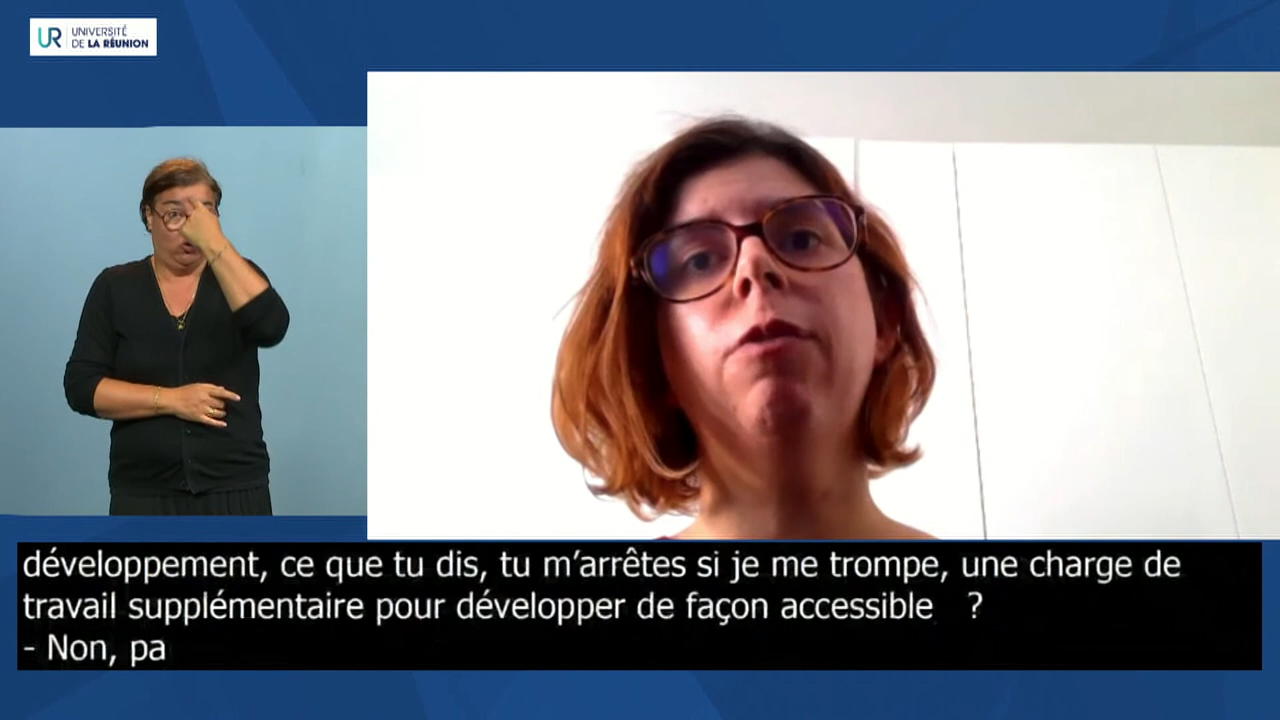 UR UNIVERSITÉ
DE LA RÉUNION
développement, ce que tu dis, tu m’arrêtes si je me trompe, une charge de
travail supplémentaire pour développer de façon accessible ?
- Non, pa